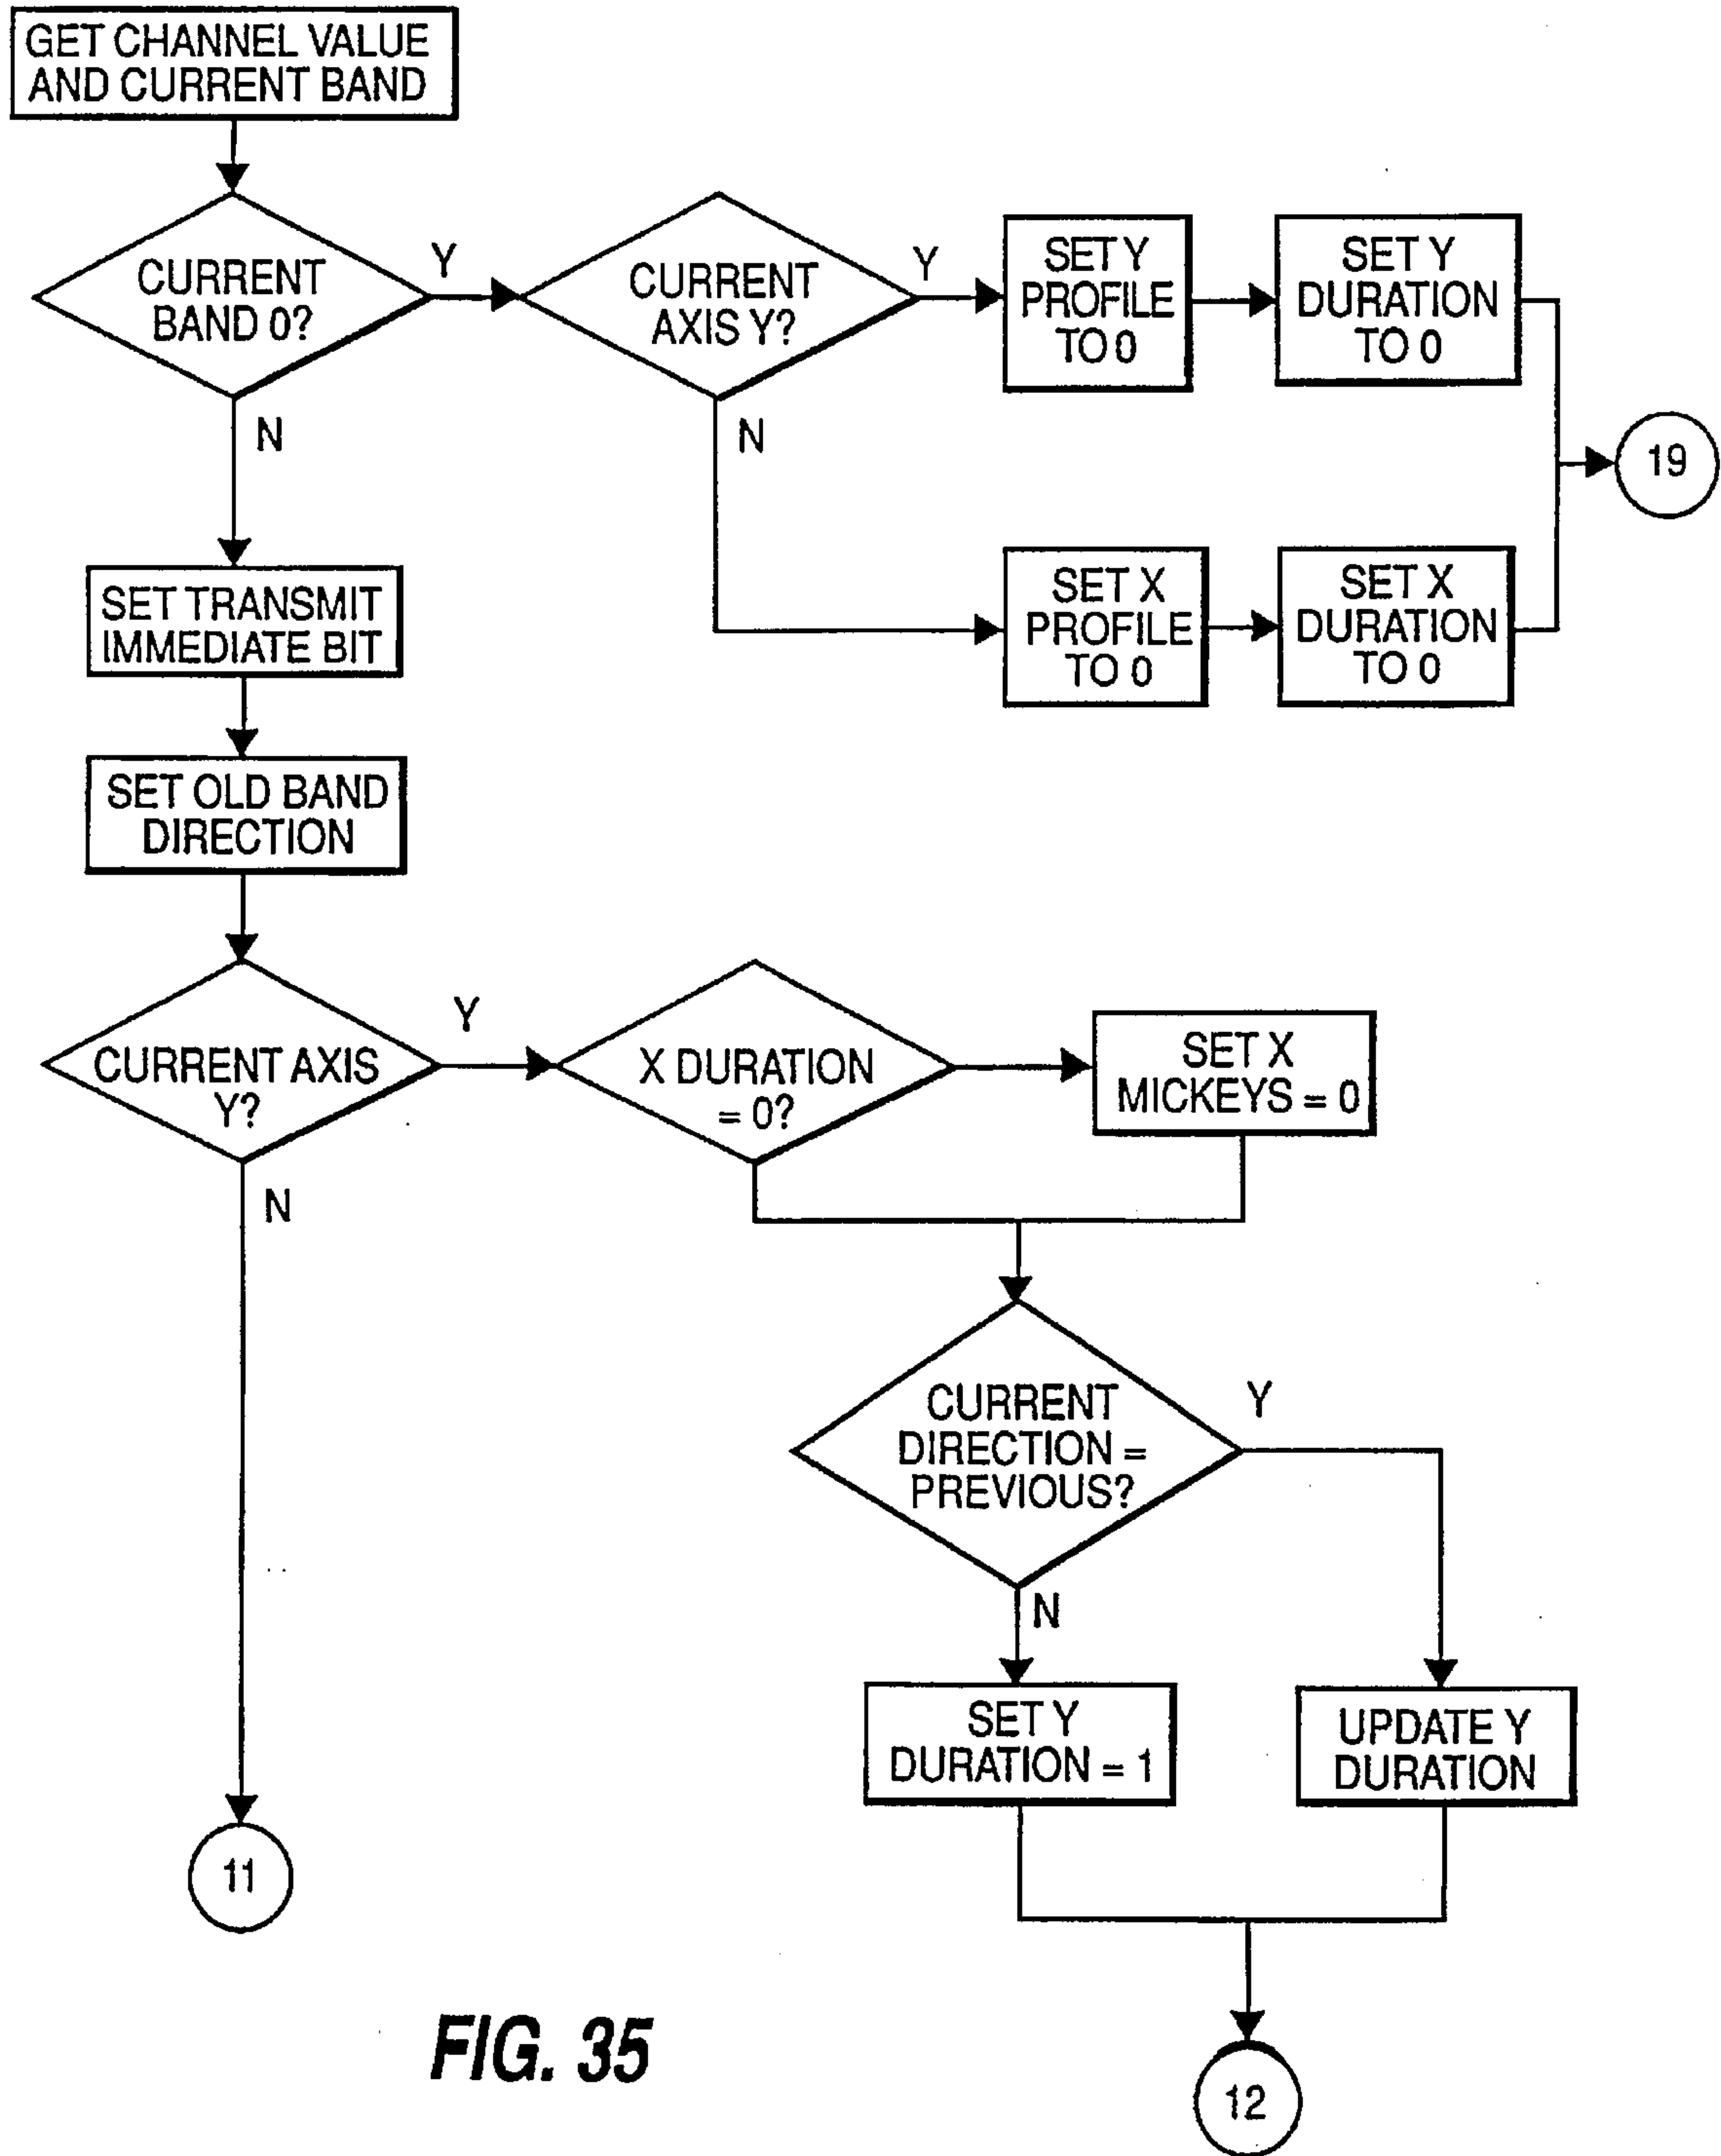 GET CHANNEL VALUE
AND CURRENT BAND
CURRENT
BAND 0?
Y
CURRENT
AXIS Y?
Y
SET Y
PROFILE
TO 0
SET Y
DURATION
TO 0
N
N
19
SET TRANSMIT
IMMEDIATE BIT
SET X
PROFILE
TO 0
SET X
DURATION
TO 0
SET OLD BAND
DIRECTION
CURRENT AXIS
Y?
Y
X DURATION
= 0?
SET X
MICKEYS = 0
N
CURRENT
DIRECTION =
PREVIOUS?
Y
N
SET Y
DURATION = 1
UPDATE Y
DURATION
11
12
FIG. 35